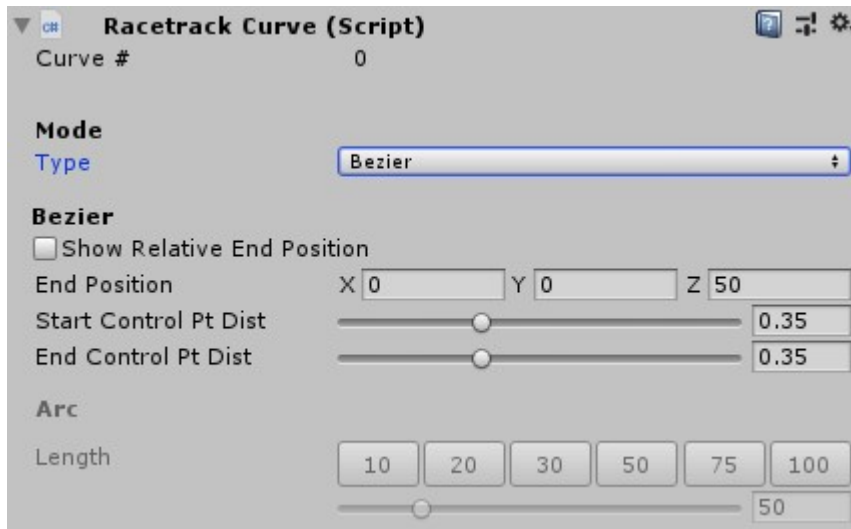 c# Racetrack Curve (Script)
Curve # 0
Mode
Type Bezier
Bezier
Show Relative End Position
End Position X 0 Y 0 Z 50
Start Control Pt Dist 0.35
End Control Pt Dist 0.35
Arc
Length 10 20 30 50 75 100
50